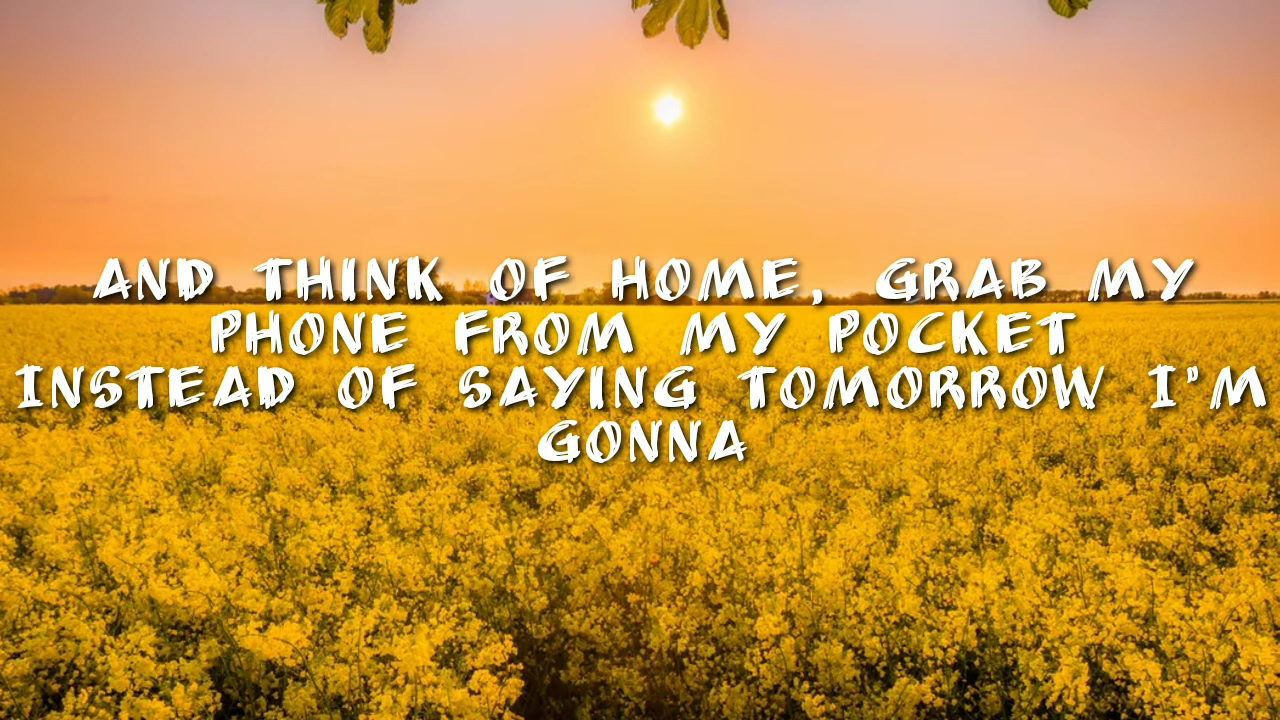 AND THINK OF HOME, GRAB MY
PHONE FROM MY POCKET
INSTEAD OF SAYING TOMORROW I'M
GONNA